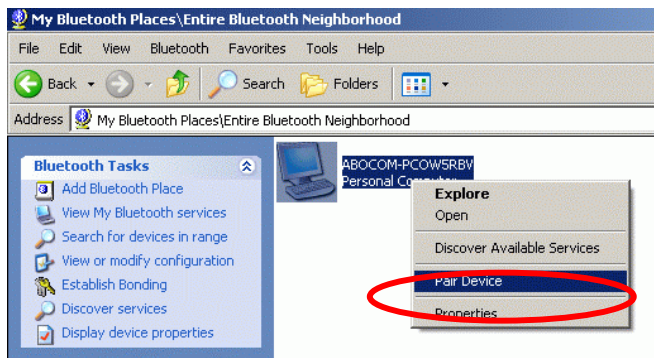 My Bluetooth Places\Entire Bluetooth Neighborhood
File Edit View Bluetooth Favorites Tools Help
Back Search Folders
Address My Bluetooth Places\Entire Bluetooth Neighborhood
Bluetooth Tasks
Add Bluetooth Place
View My Bluetooth services
Search for devices in range
View or modify configuration
Establish Bonding
Discover services
Display device properties
ABOCOM-PCOW5RBV
Personal Computer
Explore
Open
Discover Available Services
Pair Device
Properties